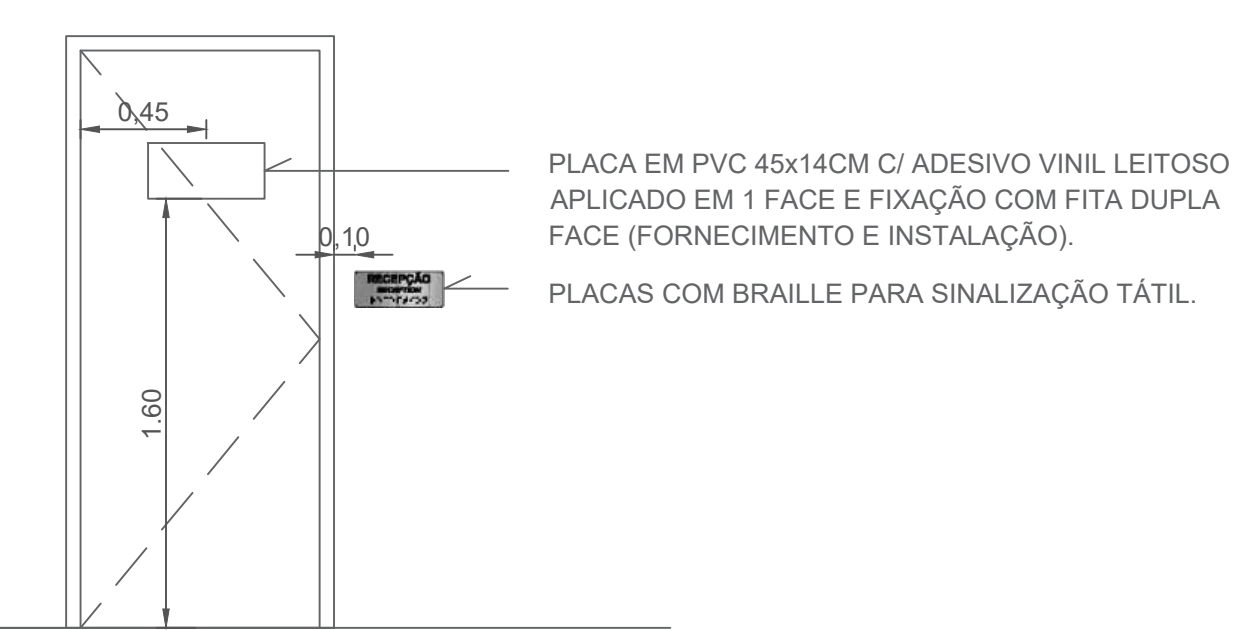 0,45
PLACA EM PVC 45x14CM C/ ADESIVO VINIL LEITOSO
APLICADO EM 1 FACE E FIXAÇÃO COM FITA DUPLA
FACE (FORNECIMENTO E INSTALAÇÃO).
0,10
RECEPÇÃO
RECEPTION
PLACAS COM BRAILLE PARA SINALIZAÇÃO TÁTIL.
1.60